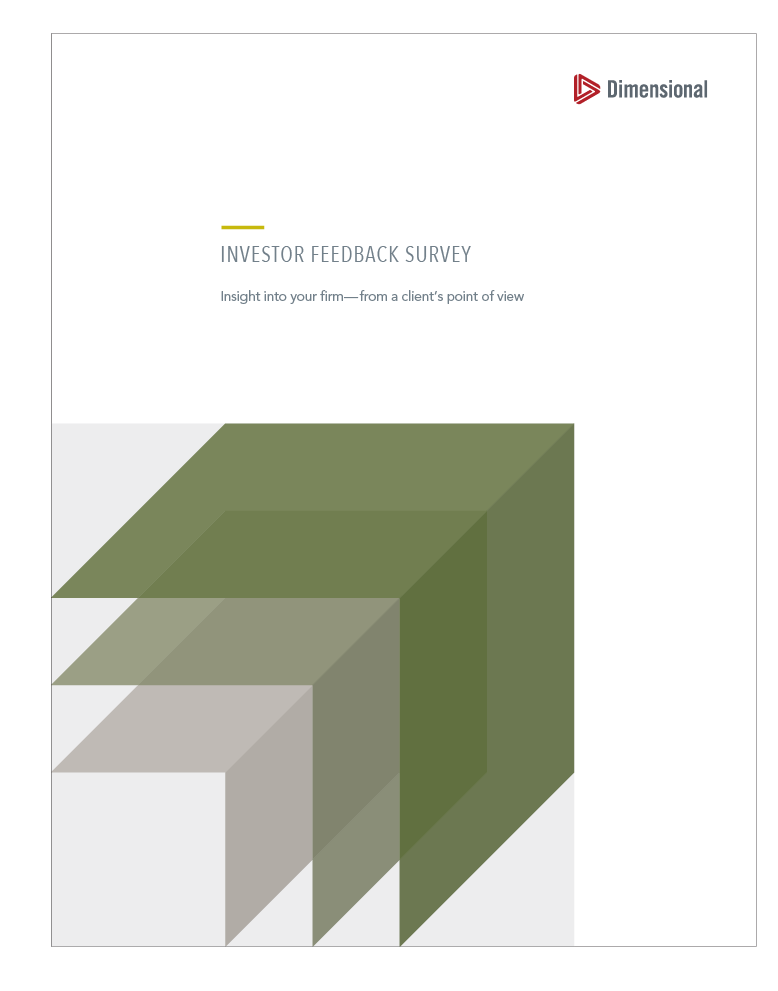 Dimensional
INVESTOR FEEDBACK SURVEY
Insight into your firm—from a client’s point of view